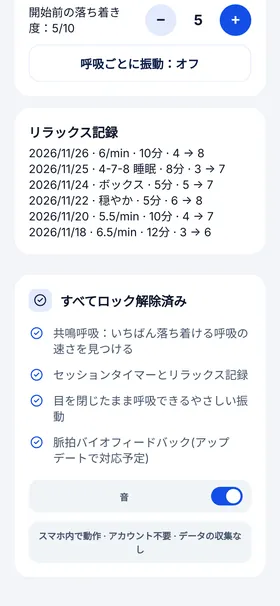 開始前の落ち着き
度：5/10
−
5
+
呼吸ごとに振動：オフ
リラックス記録
2026/11/26 · 6/min · 10分 · 4 → 8
2026/11/25 · 4-7-8 睡眠 · 8分 · 3 → 7
2026/11/24 · ボックス · 5分 · 5 → 7
2026/11/22 · 穏やか · 5分 · 6 → 8
2026/11/20 · 5.5/min · 10分 · 4 → 7
2026/11/18 · 6.5/min · 12分 · 3 → 6
すべてロック解除済み
共鳴呼吸：いちばん落ち着ける呼吸の
速さを見つける
セッションタイマーとリラックス記録
目を閉じたまま呼吸できるやさしい振
動
脈拍バイオフィードバック(アップ
デートで対応予定)
音
スマホ内で動作 · アカウント不要 · データの収集な
し